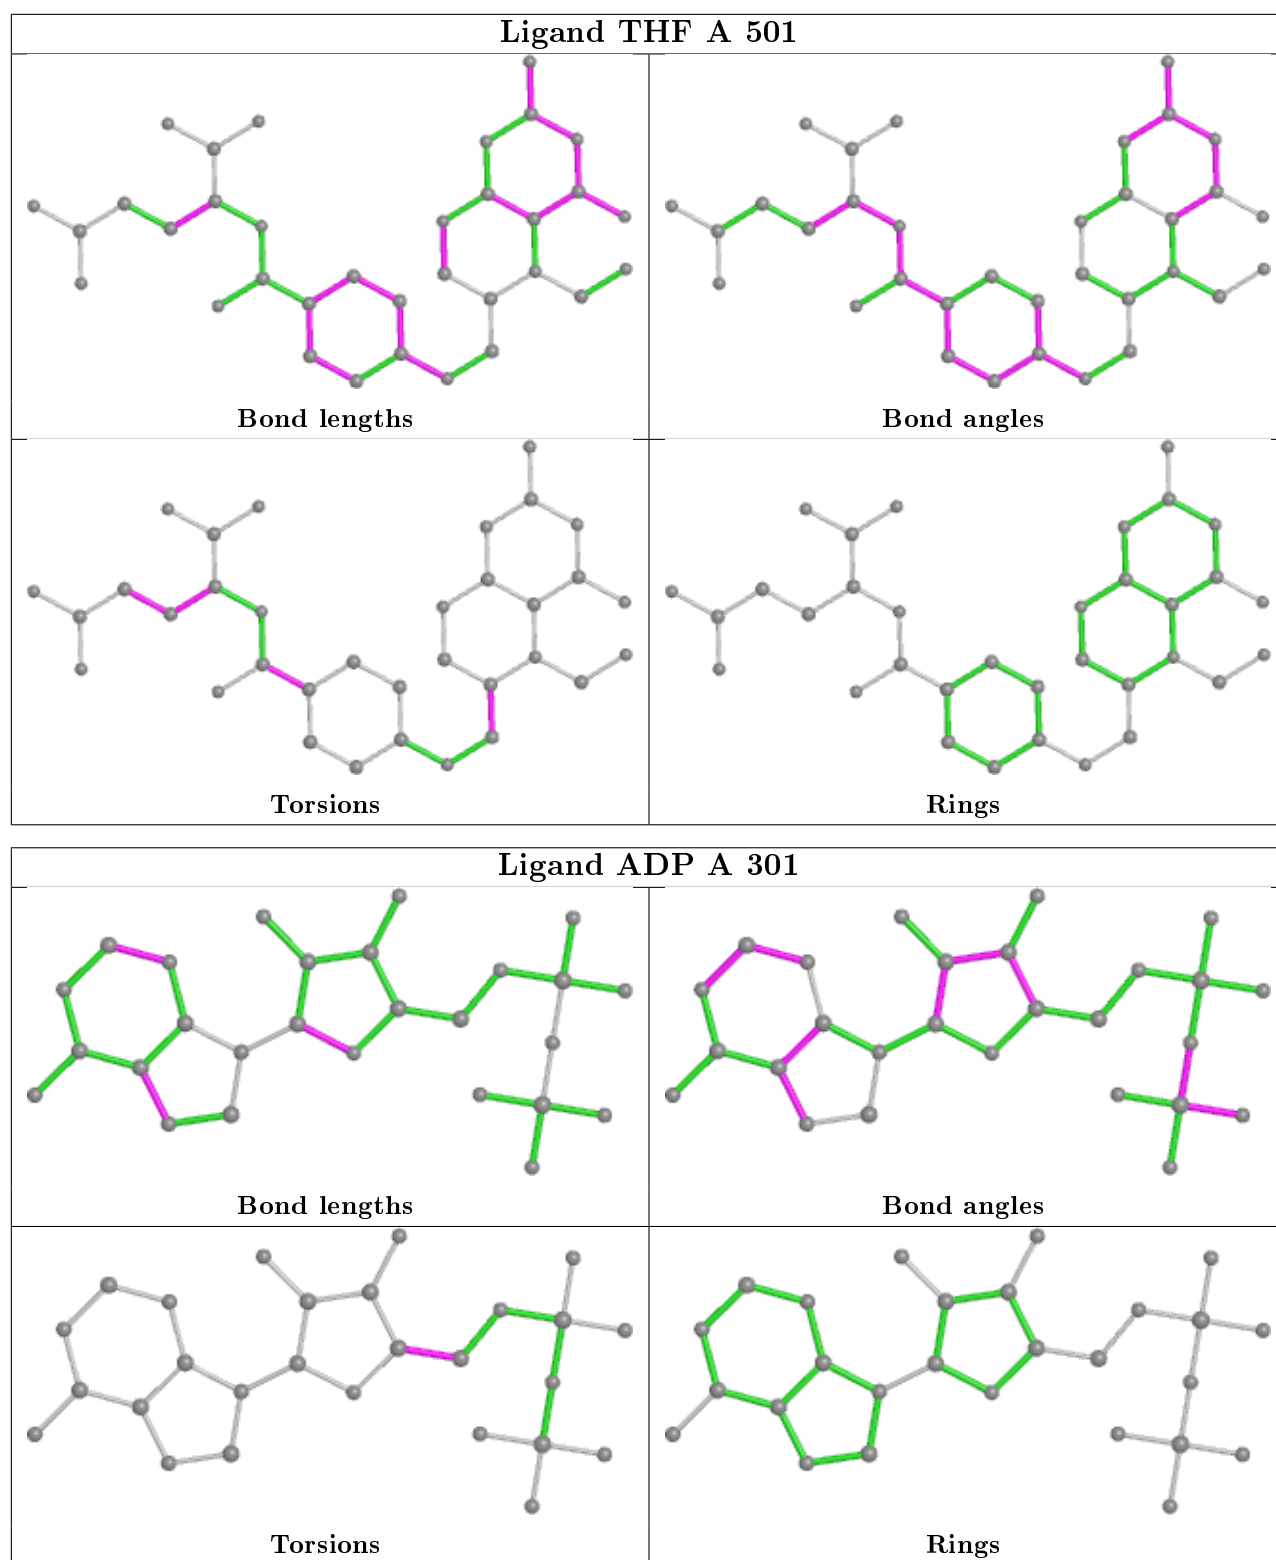 Ligand THF A 501
Bond lengths
Bond angles
Torsions
Rings
Ligand ADP A 301
Bond lengths
Bond angles
Torsions
Rings